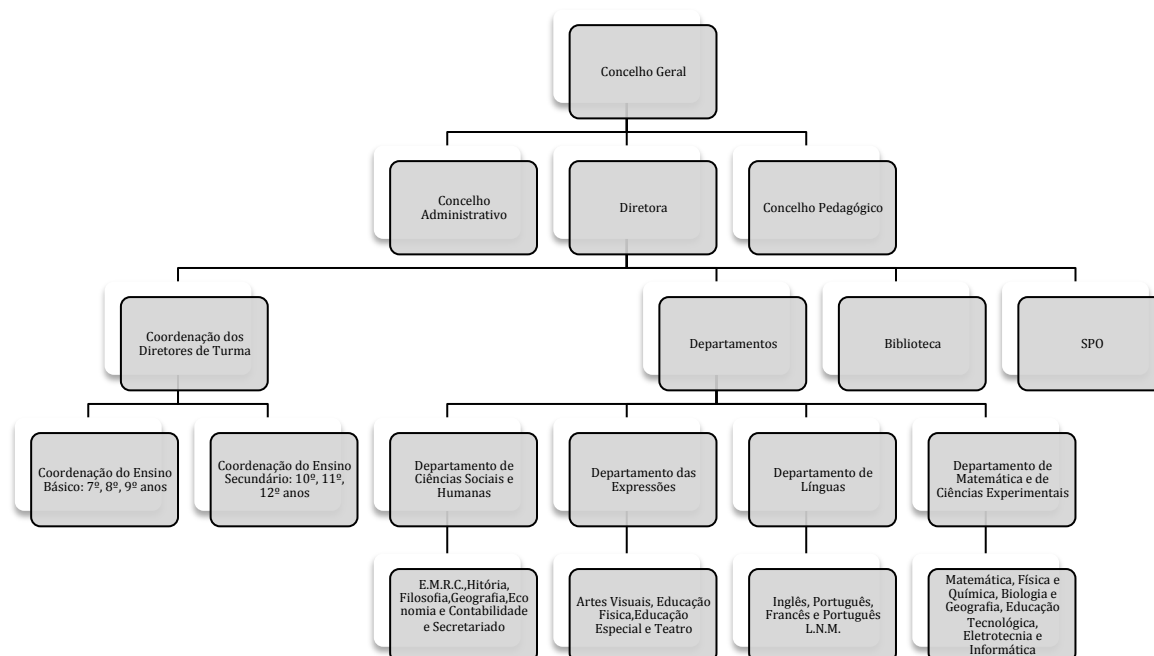 Concelho Geral
Concelho
Administrativo
Diretora
Concelho Pedagógico
Coordenação dos
Diretores de Turma
Departamentos
Biblioteca
SPO
Coordenação do Ensino
Básico: 7º, 8º, 9º anos
Coordenação do Ensino
Secundário: 10º, 11º,
12º anos
Departamento de
Ciências Sociais e
Humanas
Departamento das
Expressões
Departamento de
Línguas
Departamento de
Matemática e de
Ciências Experimentais
E.M.R.C.,Hitória,
Filosofia,Geografia,Eco
nomia e Contabilidade
e Secretariado
Artes Visuais, Educação
Fisica,Educação
Especial e Teatro
Inglês, Português,
Francês e Português
L.N.M.
Matemática, Física e
Química, Biologia e
Geografia, Educação
Tecnológica,
Eletrotecnia e
Informática